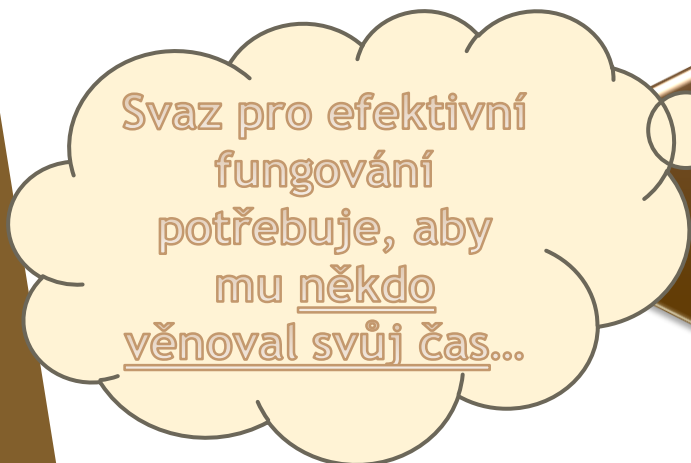 Svaz pro efektivní
fungování
potřebuje, aby
mu někdo
věnoval svůj čas…